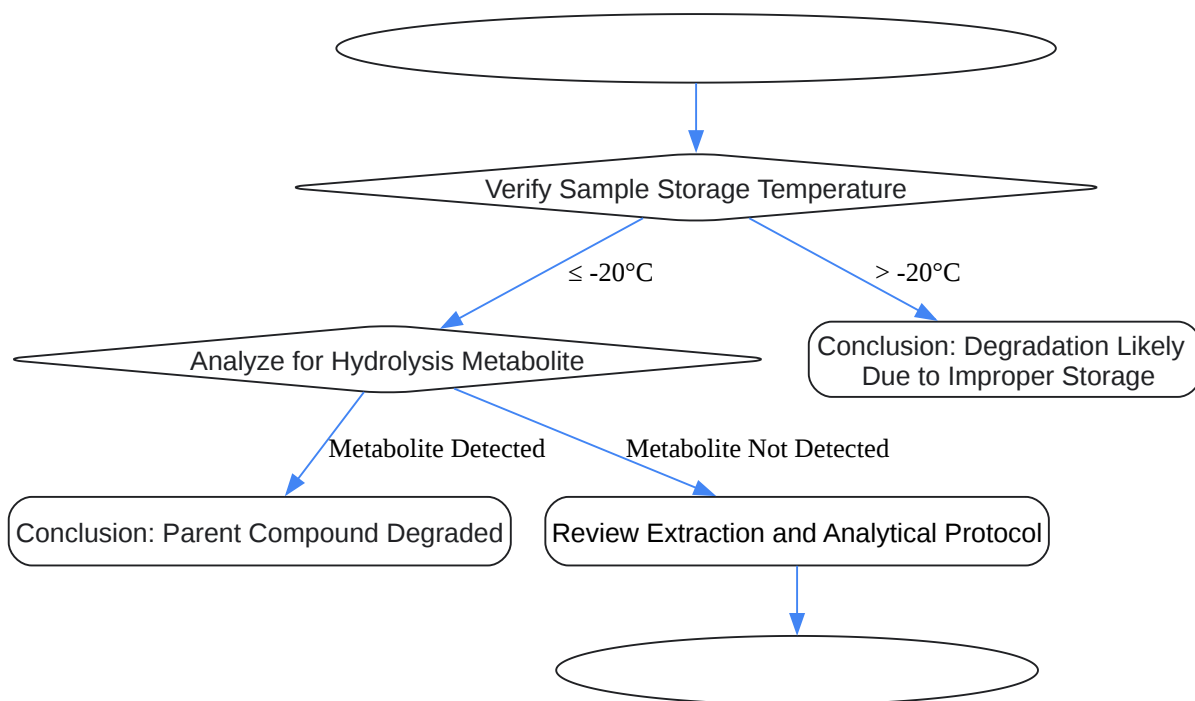 Verify Sample Storage Temperature
≤ -20°C
> -20°C
Analyze for Hydrolysis Metabolite
Conclusion: Degradation Likely
Due to Improper Storage
Metabolite Detected
Metabolite Not Detected
Conclusion: Parent Compound Degraded
Review Extraction and Analytical Protocol